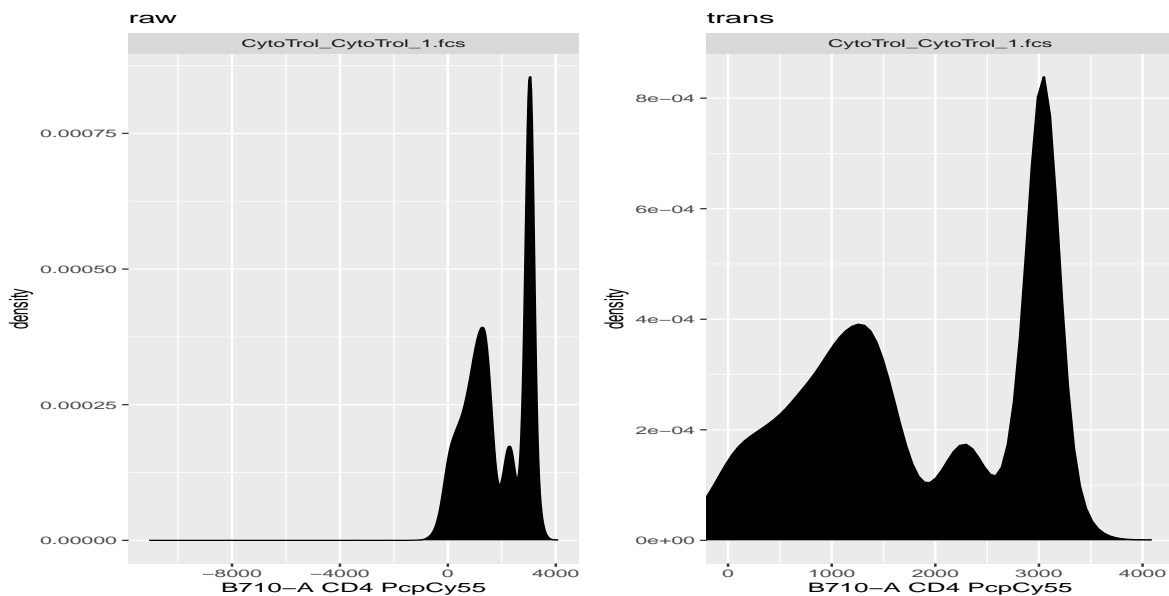 raw
CytoTrol_CytoTrol_1.fcs
0.00075
0.00050
0.00025
0.00000
density
−8000 −4000 0 4000
B710−A CD4 PcpCy55
trans
CytoTrol_CytoTrol_1.fcs
8e−04
6e−04
4e−04
2e−04
0e+00
density
0 1000 2000 3000 4000
B710−A CD4 PcpCy55